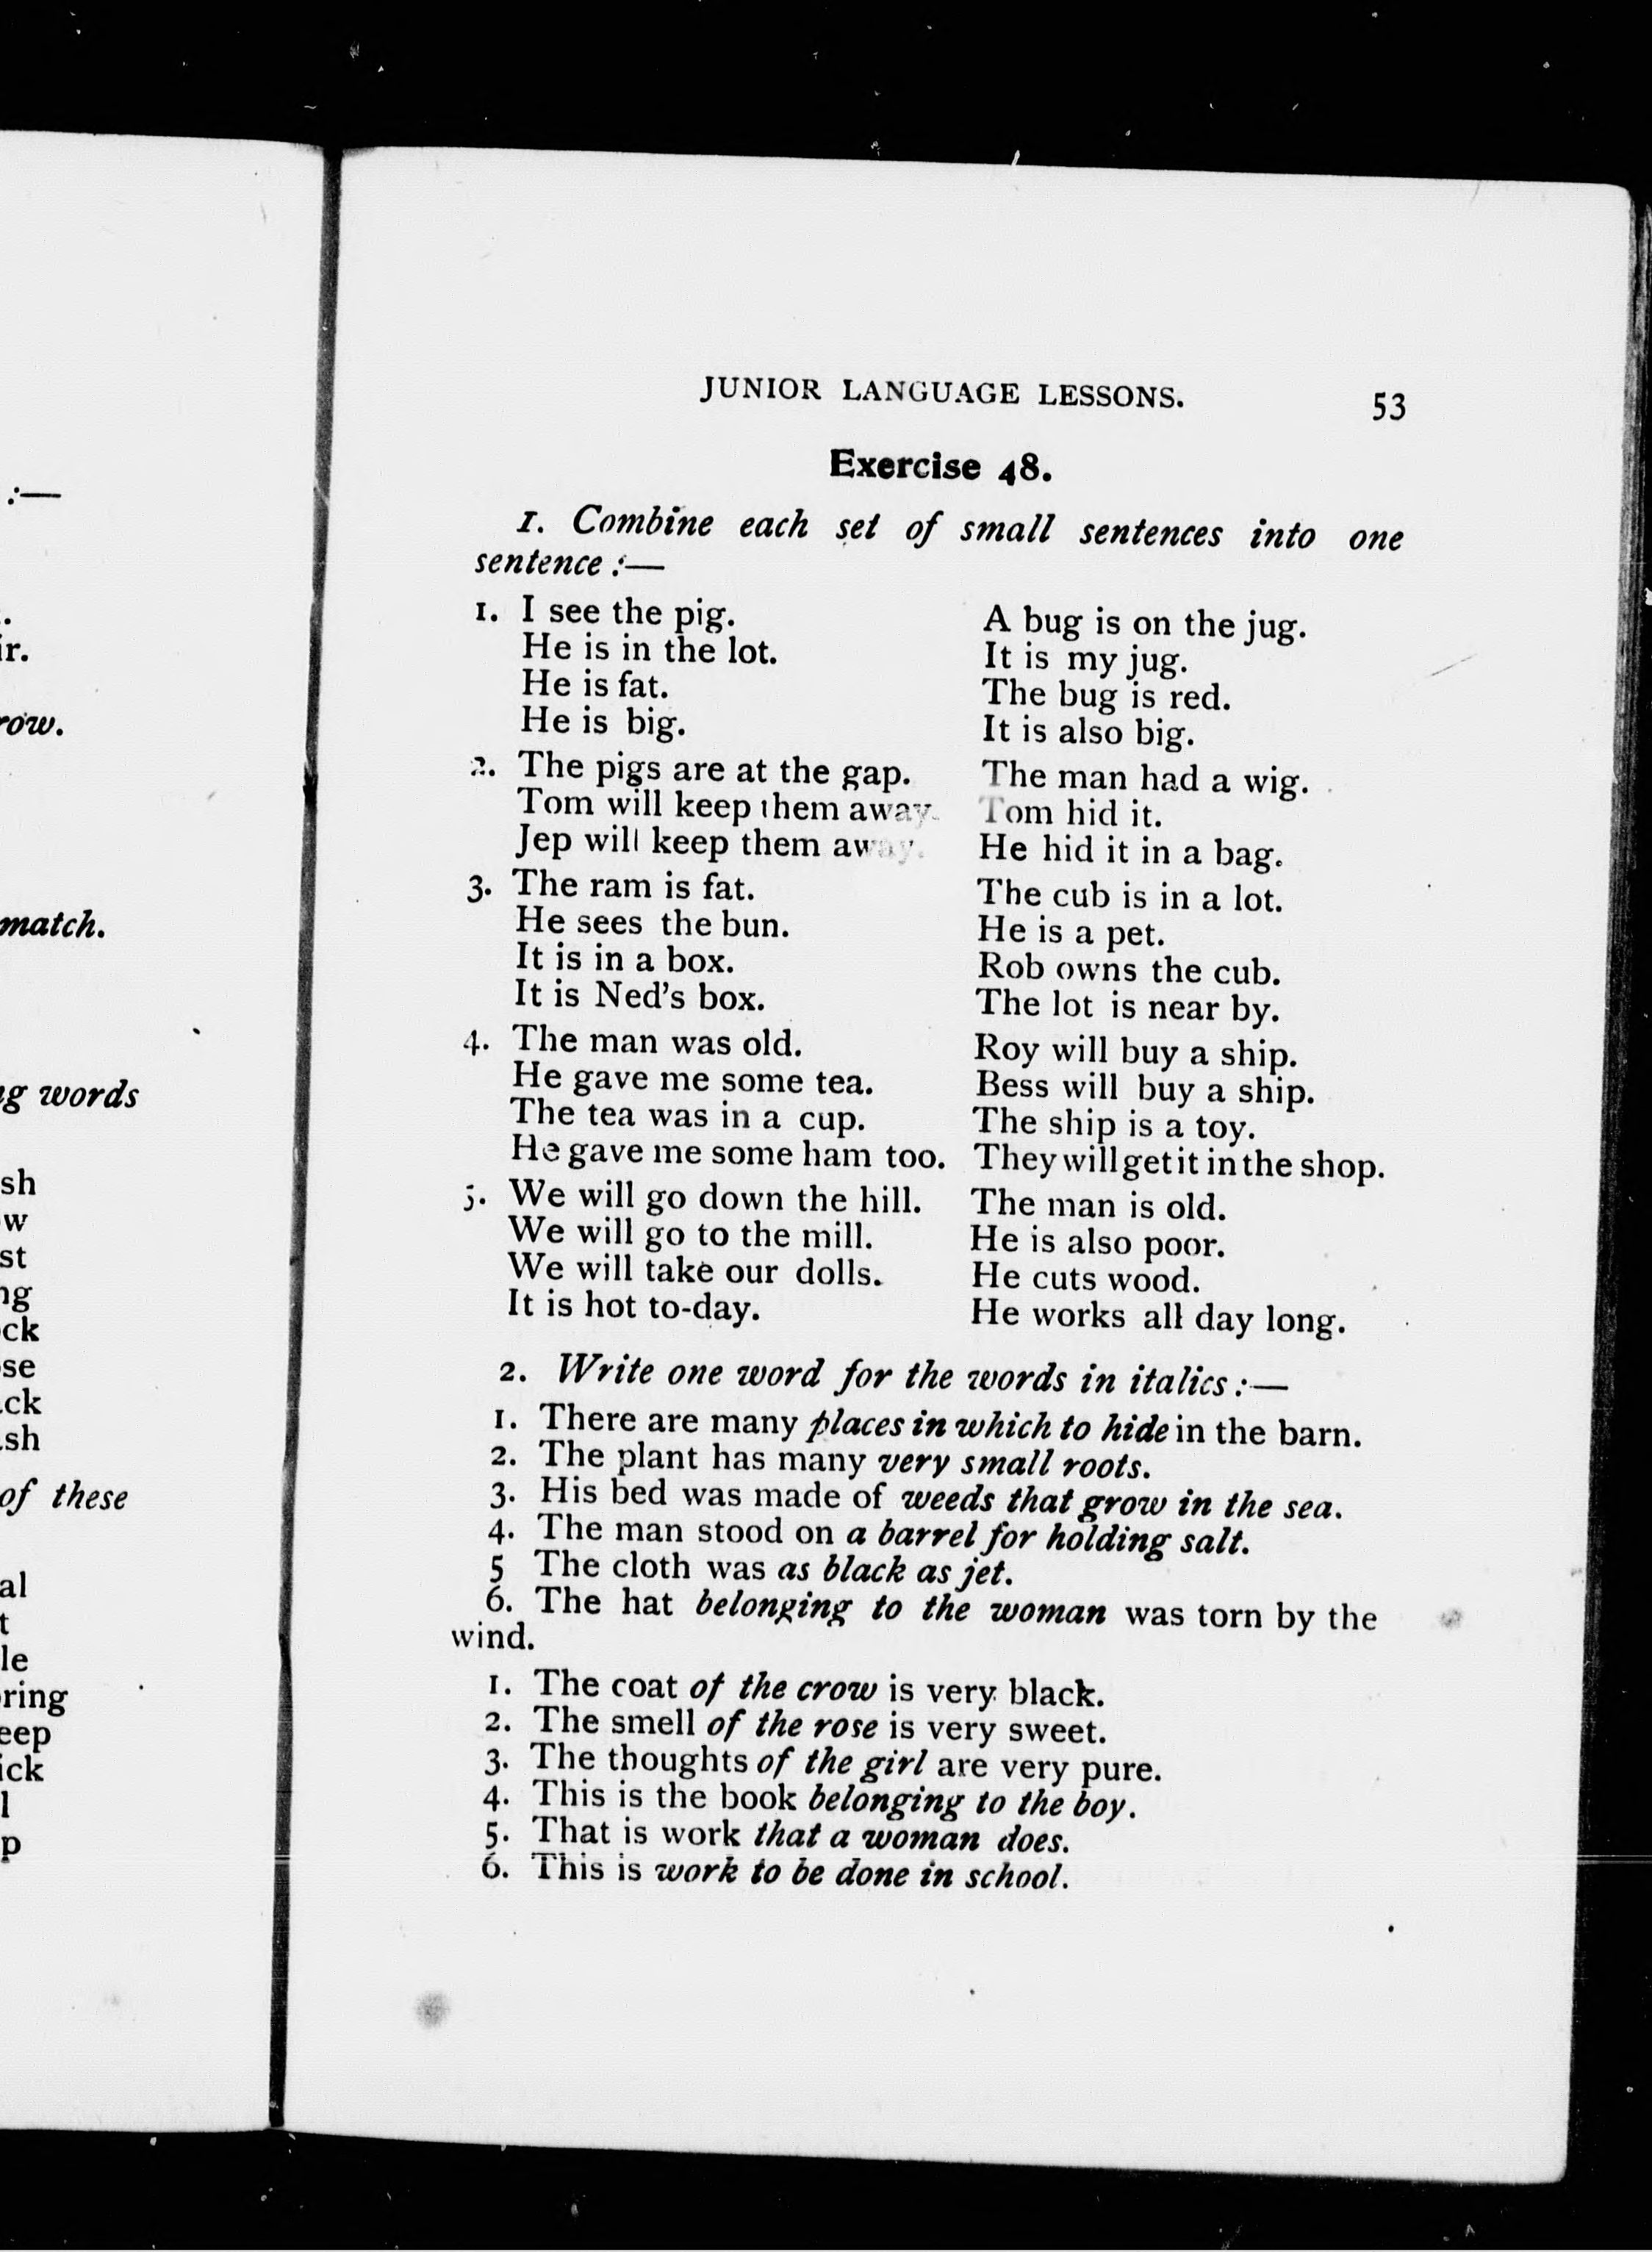 :—
ir.
row.
match.
ng words
sh
w
st
ng
ck
se
ck
sh
of these
al
t
le
ring
eep
ick
l
p
JUNIOR LANGUAGE LESSONS. 53
Exercise 48.
1. Combine each set of small sentences into one
sentence :—
1. I see the pig.
He is in the lot.
He is fat.
He is big.
A bug is on the jug.
It is my jug.
The bug is red.
It is also big.
2. The pigs are at the gap.
Tom will keep them away.
Jep will keep them away.
The man had a wig.
Tom hid it.
He hid it in a bag.
3. The ram is fat.
He sees the bun.
It is in a box.
It is Ned's box.
The cub is in a lot.
He is a pet.
Rob owns the cub.
The lot is near by.
4. The man was old.
He gave me some tea.
The tea was in a cup.
He gave me some ham too.
Roy will buy a ship.
Bess will buy a ship.
The ship is a toy.
They will get it in the shop.
5. We will go down the hill.
We will go to the mill.
We will take our dolls.
It is hot to-day.
The man is old.
He is also poor.
He cuts wood.
He works all day long.
2. Write one word for the words in italics :—
1. There are many places in which to hide in the barn.
2. The plant has many very small roots.
3. His bed was made of weeds that grow in the sea.
4. The man stood on a barrel for holding salt.
5 The cloth was as black as jet.
6. The hat belonging to the woman was torn by the
wind.
1. The coat of the crow is very black.
2. The smell of the rose is very sweet.
3. The thoughts of the girl are very pure.
4. This is the book belonging to the boy.
5. That is work that a woman does.
6. This is work to be done in school.